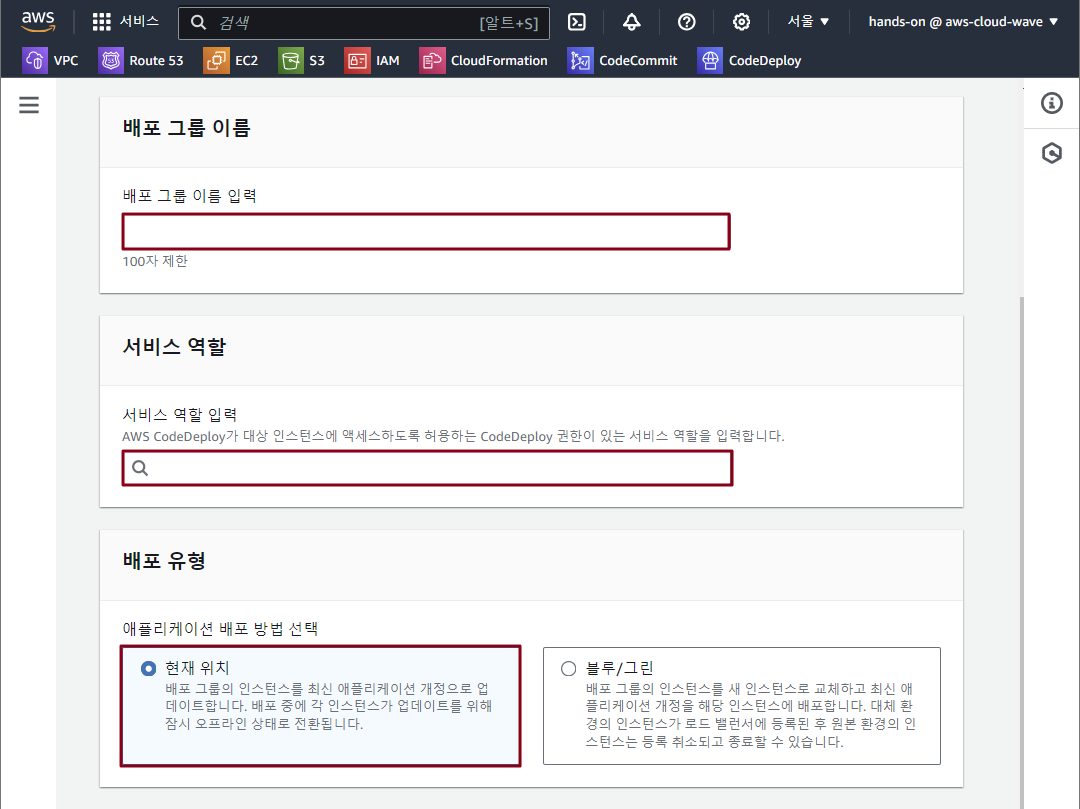 aws 서비스 검색 [알트+S] 서울 ▼ hands-on @ aws-cloud-wave ▼
VPC Route 53 EC2 S3 IAM CloudFormation CodeCommit CodeDeploy
배포 그룹 이름
배포 그룹 이름 입력
100자 제한
서비스 역할
서비스 역할 입력
AWS CodeDeploy가 대상 인스턴스에 액세스하도록 허용하는 CodeDeploy 권한이 있는 서비스 역할을 입력합니다.
배포 유형
애플리케이션 배포 방법 선택
현재 위치
배포 그룹의 인스턴스를 최신 애플리케이션 개정으로 업
데이트합니다. 배포 중에 각 인스턴스가 업데이트를 위해
잠시 오프라인 상태로 전환됩니다.
블루/그린
배포 그룹의 인스턴스를 새 인스턴스로 교체하고 최신 애
플리케이션 개정을 해당 인스턴스에 배포합니다. 대체 환
경의 인스턴스가 로드 밸런서에 등록된 후 원본 환경의 인
스턴스는 등록 취소되고 종료할 수 있습니다.